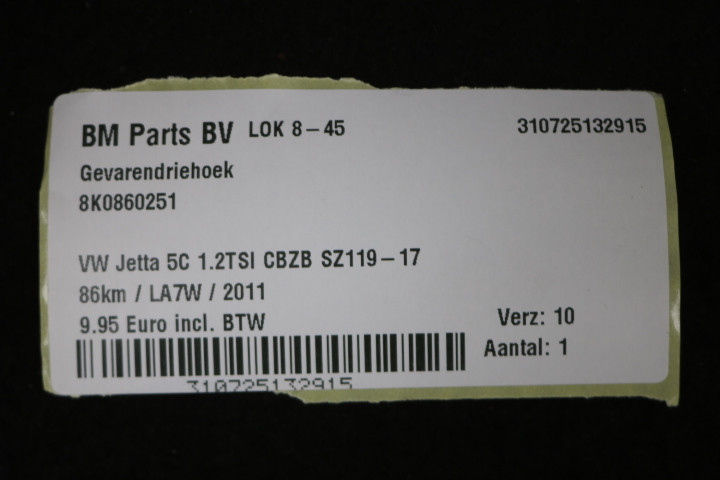 BM Parts BV LOK 8-45 310725132915
Gevarendriehoek
8K0860251
VW Jetta 5C 1.2TSI CBZB SZ119-17
86km / LA7W / 2011
9.95 Euro incl. BTW Verz: 10
Aantal: 1
310725132915